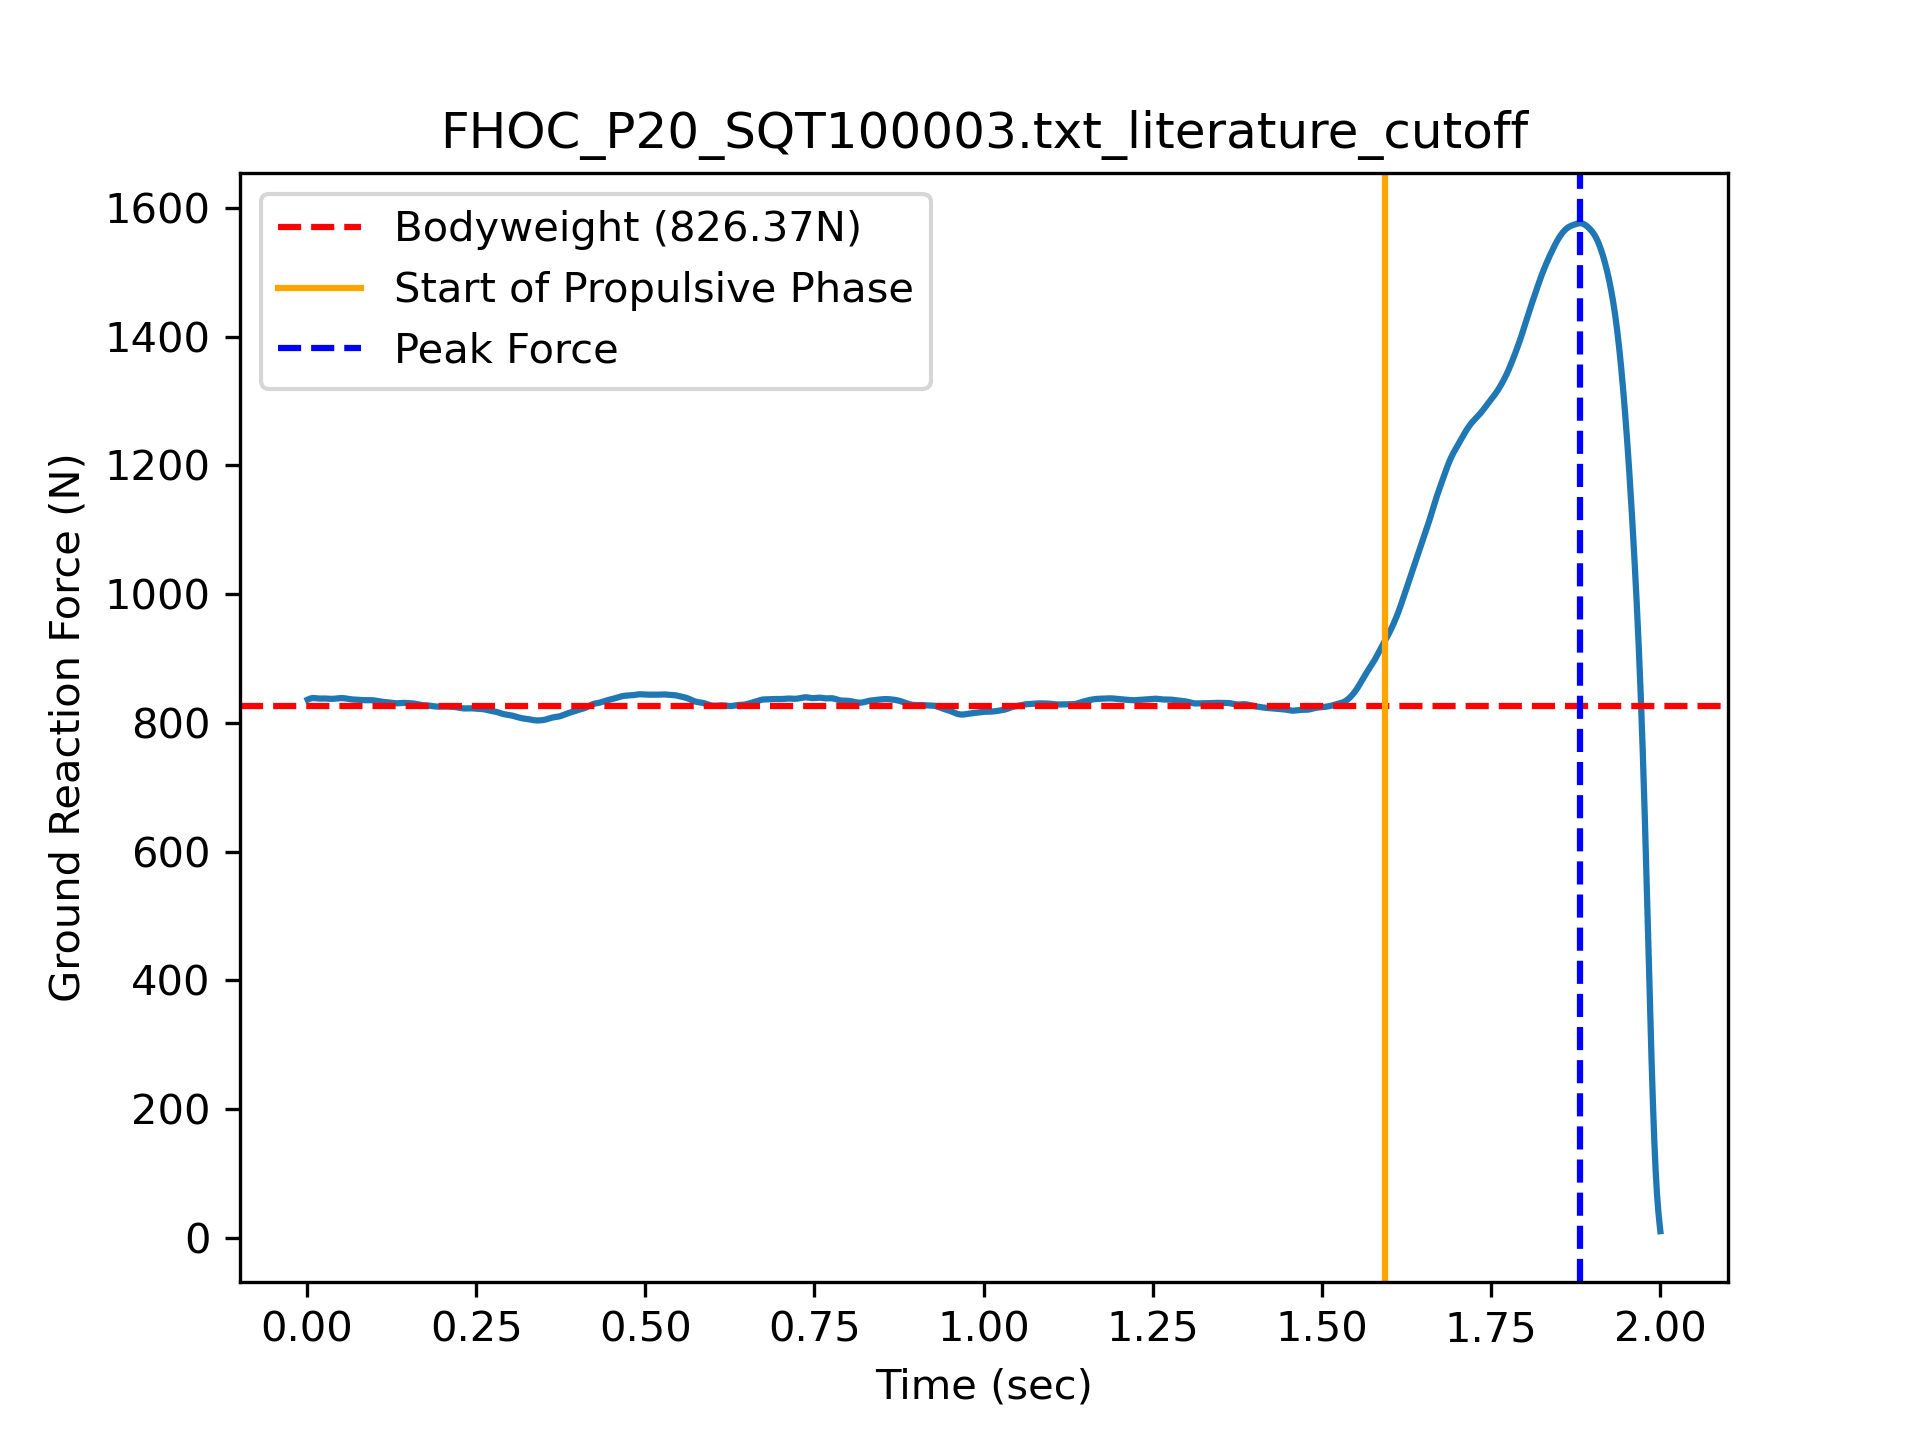 FHOC_P20_SQT100003.txt_literature_cutoff
Bodyweight (826.37N)
Start of Propulsive Phase
Peak Force
Ground Reaction Force (N)
1600
1400
1200
1000
800
600
400
200
0
0.00 0.25 0.50 0.75 1.00 1.25 1.50 1.75 2.00
Time (sec)